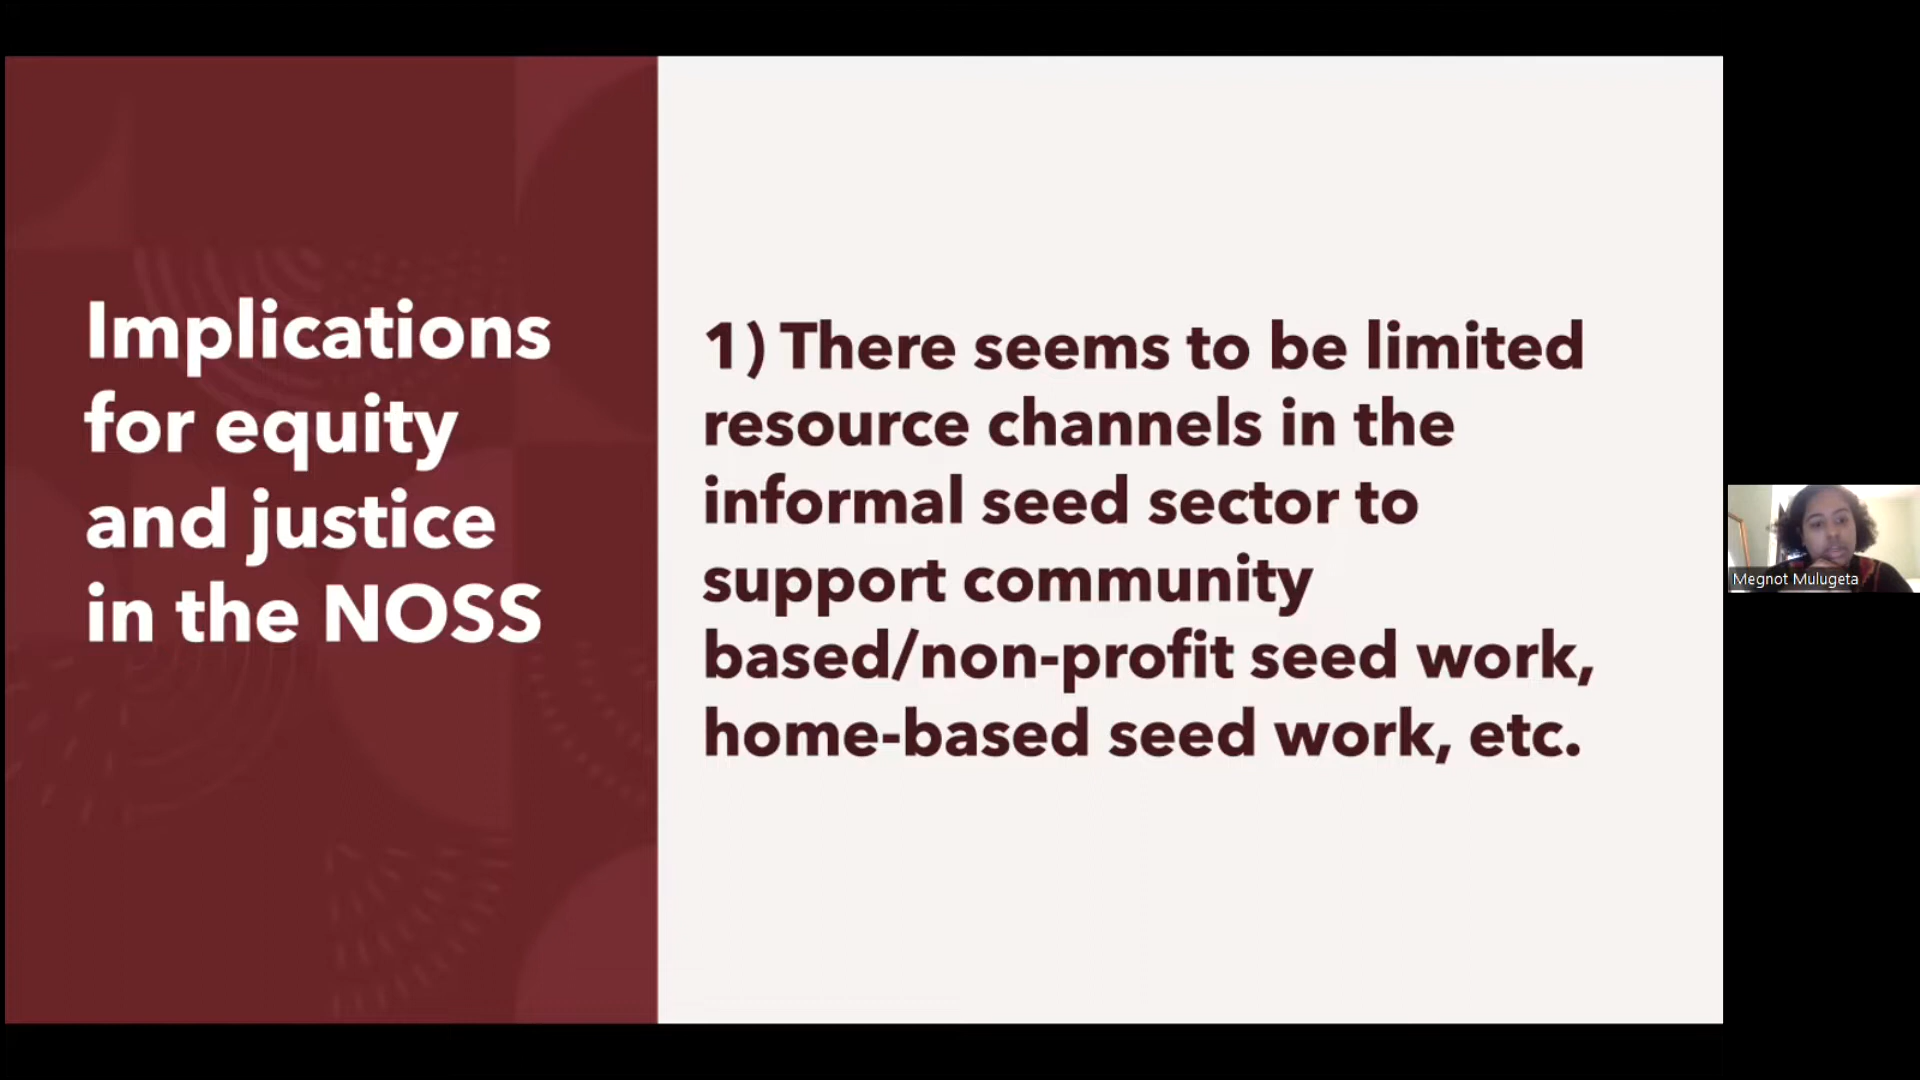 Implications
for equity
and justice
in the NOSS
1) There seems to be limited
resource channels in the
informal seed sector to
support community
based/non-profit seed work,
home-based seed work, etc.
Megnot Mulugeta